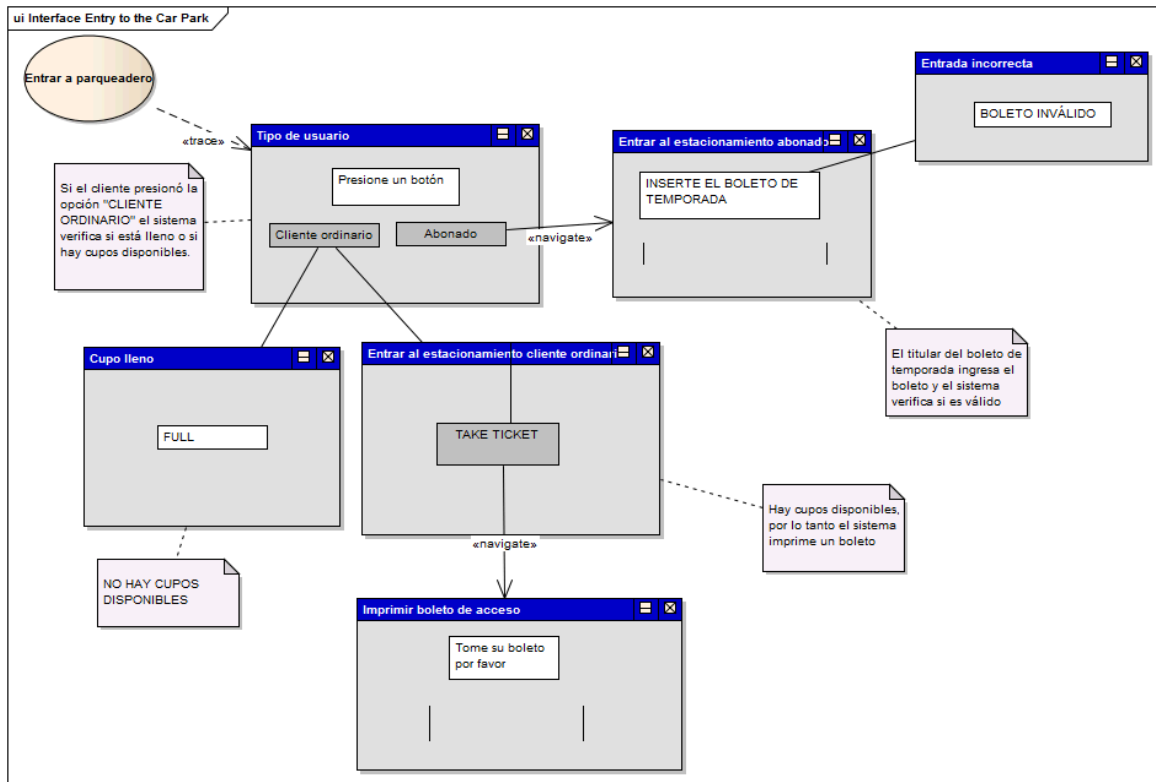 ui Interface Entry to the Car Park
Entrar a parqueadero
«trace»
Tipo de usuario
Presione un botón
Cliente ordinario
Abonado
«navigate»
Si el cliente presionó la
opción "CLIENTE
ORDINARIO" el sistema
verifica si está lleno o si
hay cupos disponibles.
Entrar al estacionamiento abonado
INSERTE EL BOLETO DE
TEMPORADA
Entrada incorrecta
BOLETO INVÁLIDO
El titular del boleto de
temporada ingresa el
boleto y el sistema
verifica si es válido
Cupo lleno
FULL
NO HAY CUPOS
DISPONIBLES
Entrar al estacionamiento cliente ordinari
TAKE TICKET
«navigate»
Hay cupos disponibles,
por lo tanto el sistema
imprime un boleto
Imprimir boleto de acceso
Tome su boleto
por favor